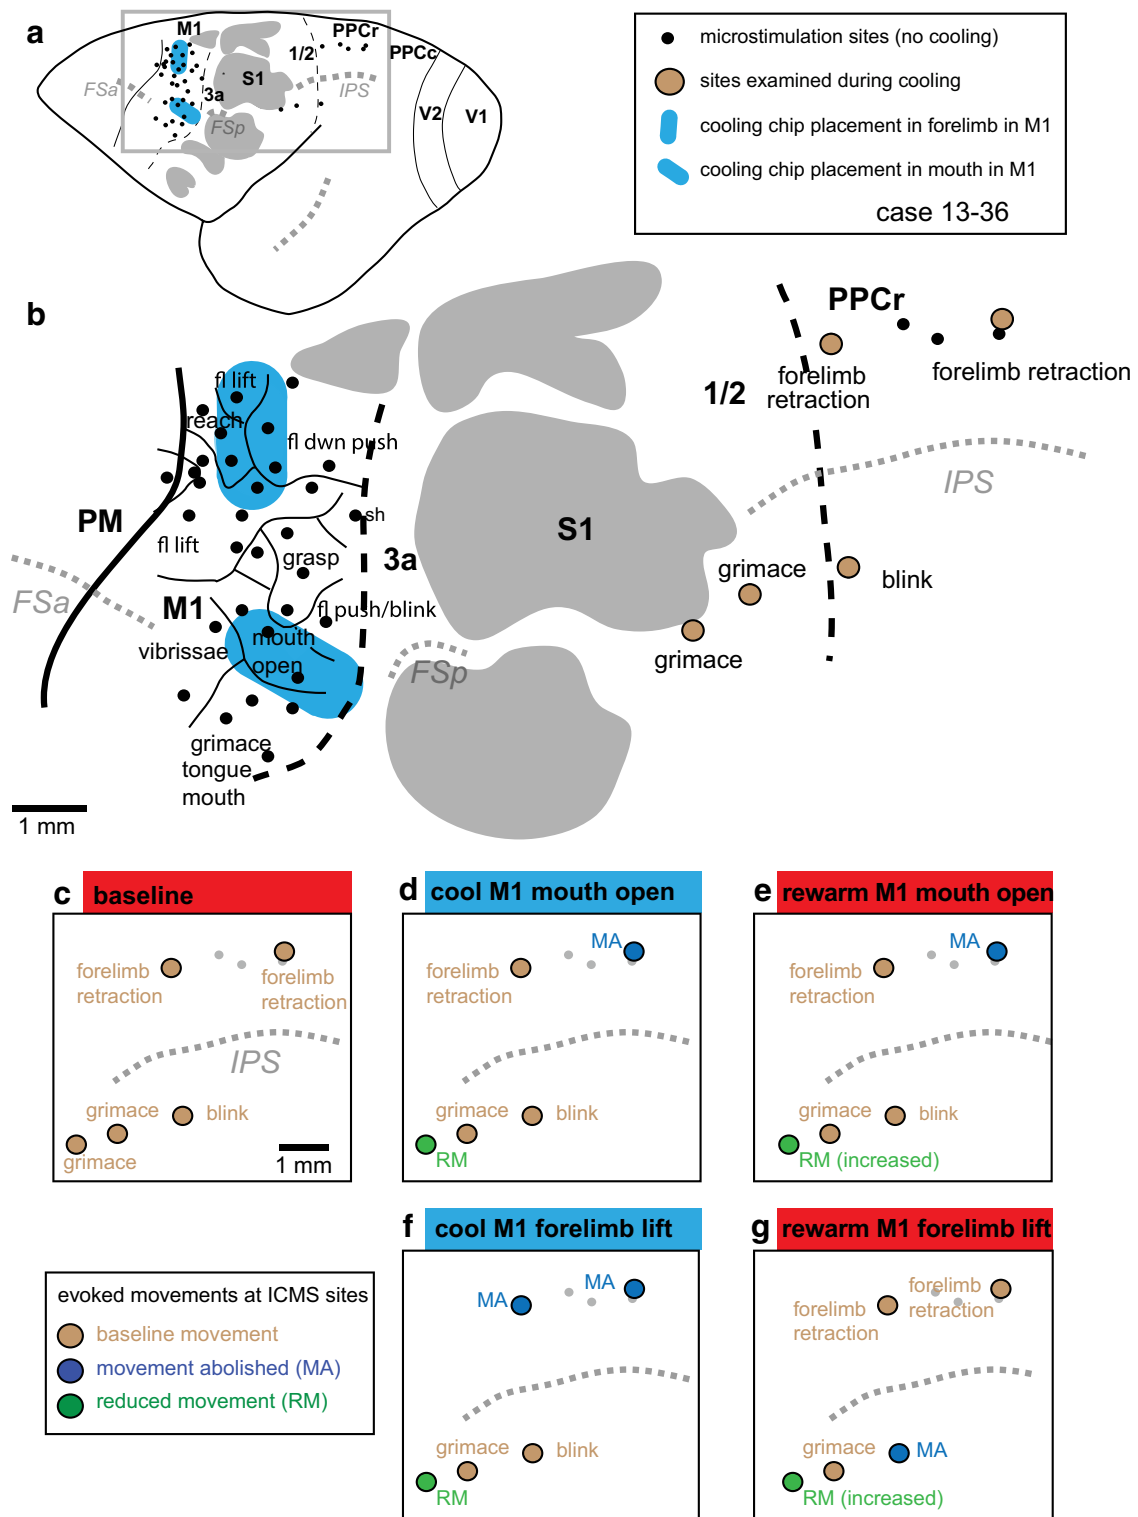 a
M1
PPCr
1/2
PPCc
S1
FSa
3a
IPS
FSp
V2
V1
microstimulation sites (no cooling)
sites examined during cooling
cooling chip placement in forelimb in M1
cooling chip placement in mouth in M1
case 13-36
b
PPCr
fl lift
forelimb retraction
forelimb
retraction
1/2
reach
fl dwn push
IPS
PM
sh
S1
fl lift
3a
grasp
grimace
blink
FSa
M1
fl push/blink
vibrissae
mouth
open
grimace
FSp
grimace
tongue
mouth
1 mm
c
baseline
forelimb
retraction
forelimb
retraction
IPS
grimace
blink
grimace
1 mm
d
cool M1 mouth open
MA
forelimb
retraction
grimace
blink
RM
e
rewarm M1 mouth open
MA
forelimb
retraction
grimace
blink
RM (increased)
evoked movements at ICMS sites
baseline movement
movement abolished (MA)
reduced movement (RM)
f
cool M1 forelimb lift
MA
MA
grimace
blink
RM
g
rewarm M1 forelimb lift
forelimb
retraction
forelimb
retraction
grimace
MA
RM (increased)